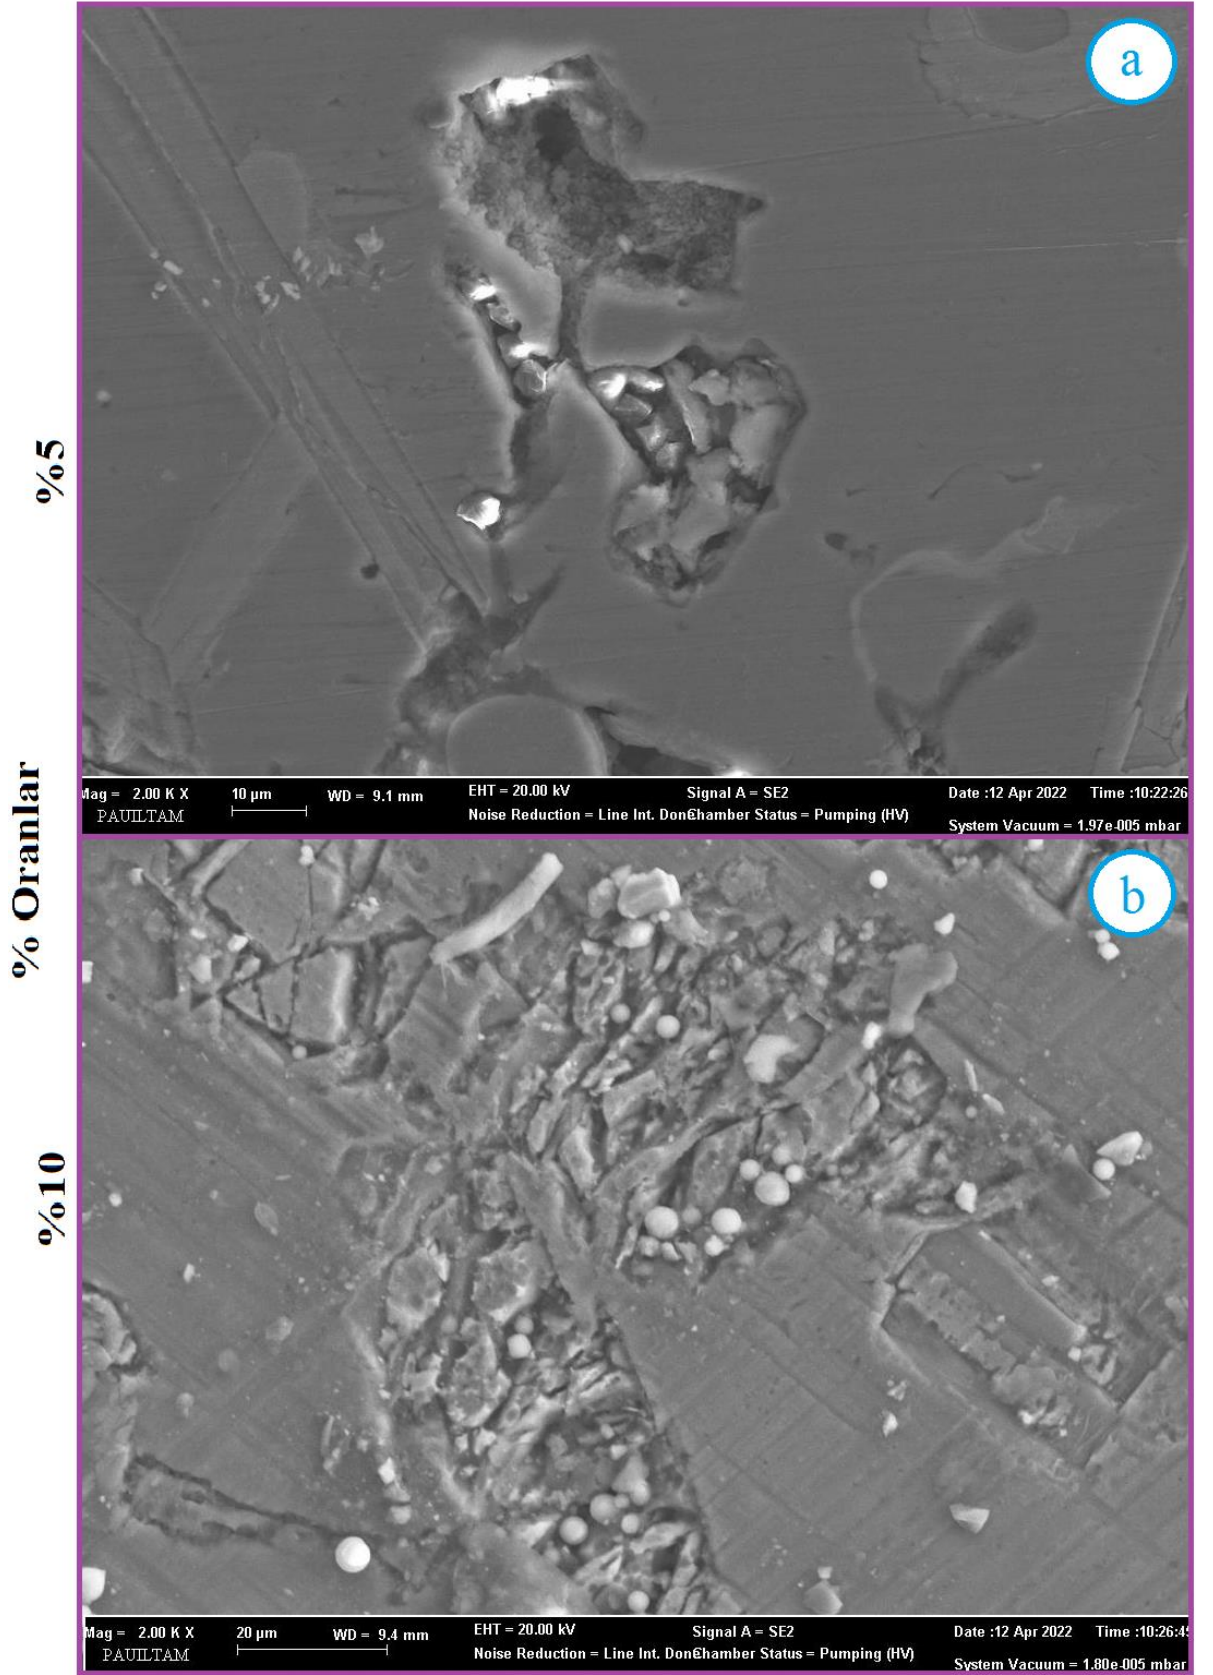 % Oranlar
%5
a
Mag = 2.00 K X
10 µm
WD = 9.1 mm
EHT = 20.00 kV
Signal A = SE2
Date :12 Apr 2022
Time :10:22:26
PAUILTAM
Noise Reduction = Line Int. Done
Chamber Status = Pumping (HV)
System Vacuum = 1.97e-005 mbar
%10
b
Mag = 2.00 K X
20 µm
WD = 9.4 mm
EHT = 20.00 kV
Signal A = SE2
Date :12 Apr 2022
Time :10:26:45
PAUILTAM
Noise Reduction = Line Int. Done
Chamber Status = Pumping (HV)
System Vacuum = 1.80e-005 mbar